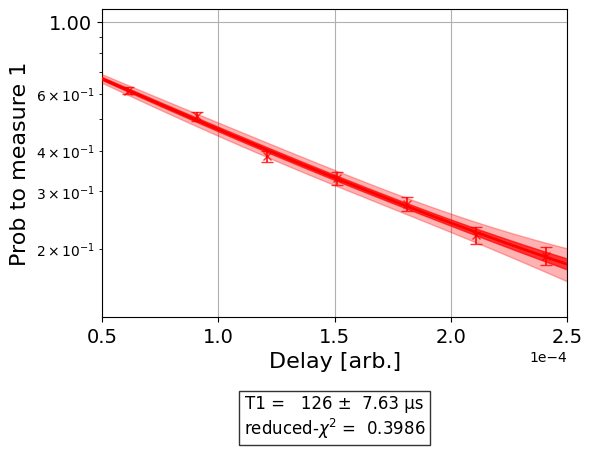 1.00
6 × 10⁻¹
4 × 10⁻¹
3 × 10⁻¹
2 × 10⁻¹
Prob to measure 1
0.5 1.0 1.5 2.0 2.5
Delay [arb.]
1e−4
T1 = 126 ± 7.63 µs
reduced-χ² = 0.3986